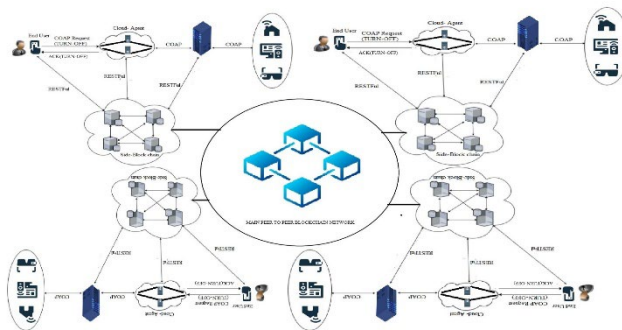 End User
Cloud- Agent
COAP Request
(TURN-OFF)
ACK(TURN-OFF)
COAP
COAP
RESTFul
RESTFul
RESTFul
Side-Block chain
End User
Cloud- Agent
COAP Request
(TURN-OFF)
ACK(TURN-OFF)
COAP
COAP
RESTFul
RESTFul
RESTFul
Side-Block chain
MAIN PEER TO PEER BLOCKCHAIN NETWORK
Side-Block chain
RESTFul
RESTFul
RESTFul
COAP
COAP
ACK(TURN-OFF)
COAP Request
(TURN-OFF)
Cloud- Agent
End User
Side-Block chain
RESTFul
RESTFul
RESTFul
COAP
COAP
ACK(TURN-OFF)
COAP Request
(TURN-OFF)
Cloud- Agent
End User